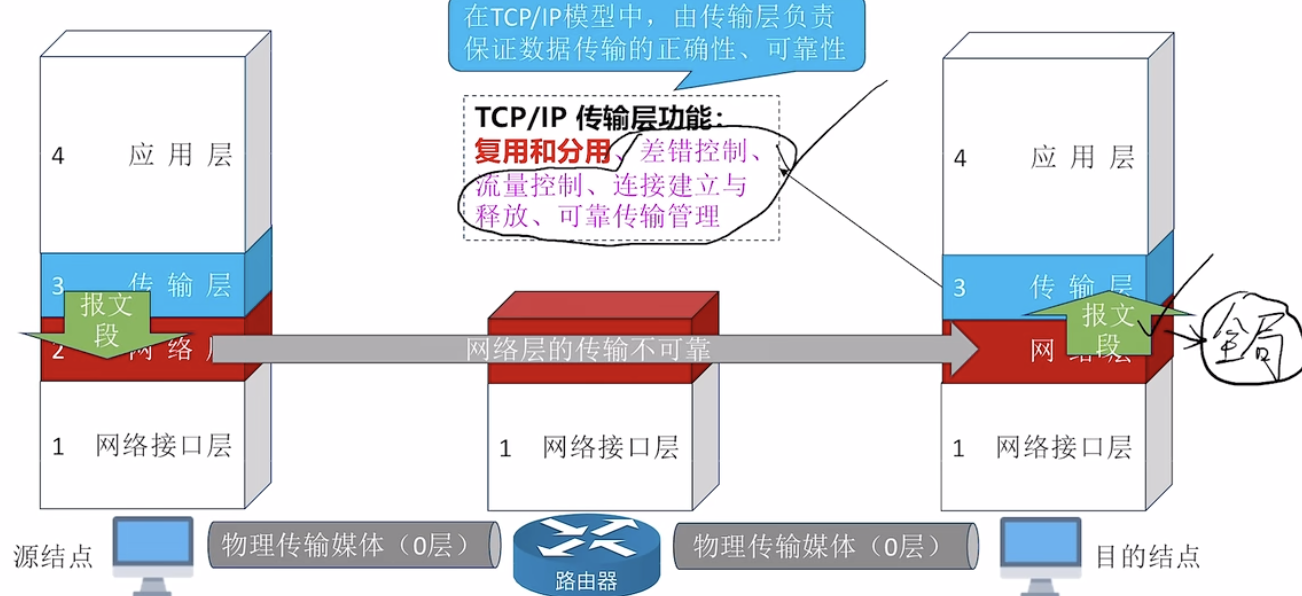 在TCP/IP模型中，由传输层负责
保证数据传输的正确性、可靠性
TCP/IP 传输层功能：
复用和分用、差错控制、
流量控制、连接建立与
释放、可靠传输管理
4 应用层
3 传输层
报文
段
2 网络层
1 网络接口层
网络层的传输不可靠
1 网络接口层
4 应用层
3 传输层
报文
段
网络层
全局
1 网络接口层
源结点
物理传输媒体（0层）
路由器
物理传输媒体（0层）
目的结点